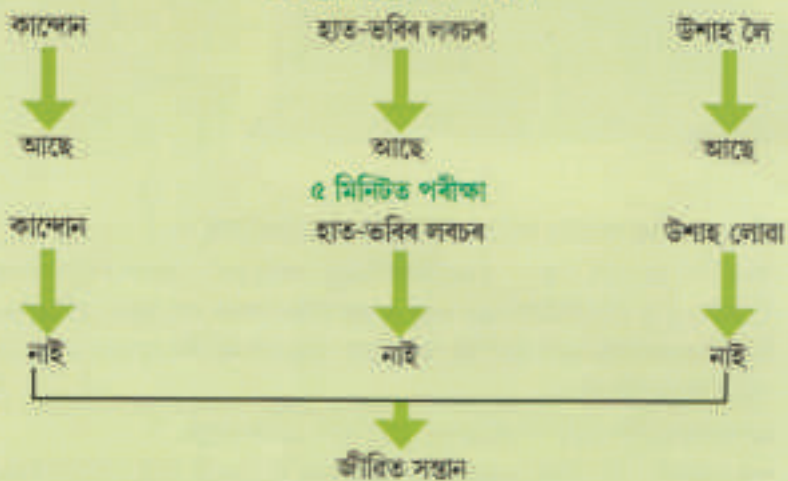 কান্দোন হাত-ভৰিৰ লৰচৰ উশাহ লৈ
আছে আছে আছে
৫ মিনিটত পৰীক্ষা
কান্দোন হাত-ভৰিৰ লৰচৰ উশাহ লোৱা
নাই নাই নাই
জীৱিত সন্তান